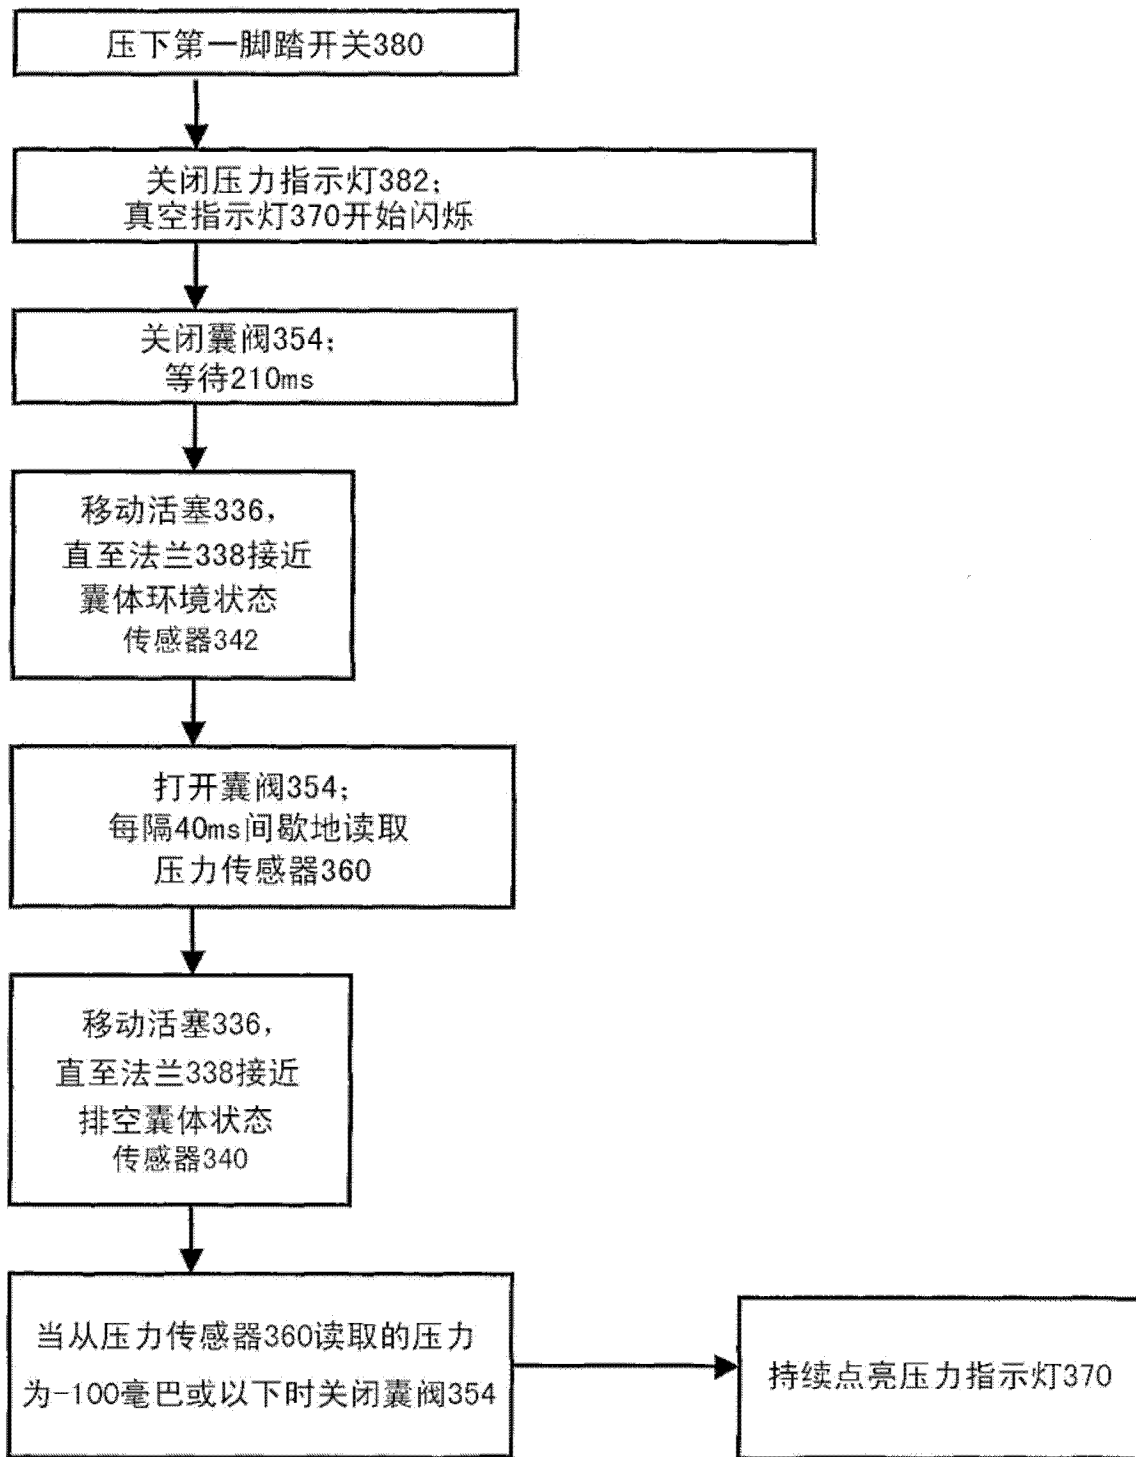 压下第一脚踏开关380
关闭压力指示灯382;
真空指示灯370开始闪烁
关闭囊阀354;
等待210ms
移动活塞336,
直至法兰338接近
囊体环境状态
传感器342
打开囊阀354;
每隔40ms间歇地读取
压力传感器360
移动活塞336,
直至法兰338接近
排空囊体状态
传感器340
当从压力传感器360读取的压力
为-100毫巴或以下时关闭囊阀354
持续点亮压力指示灯370